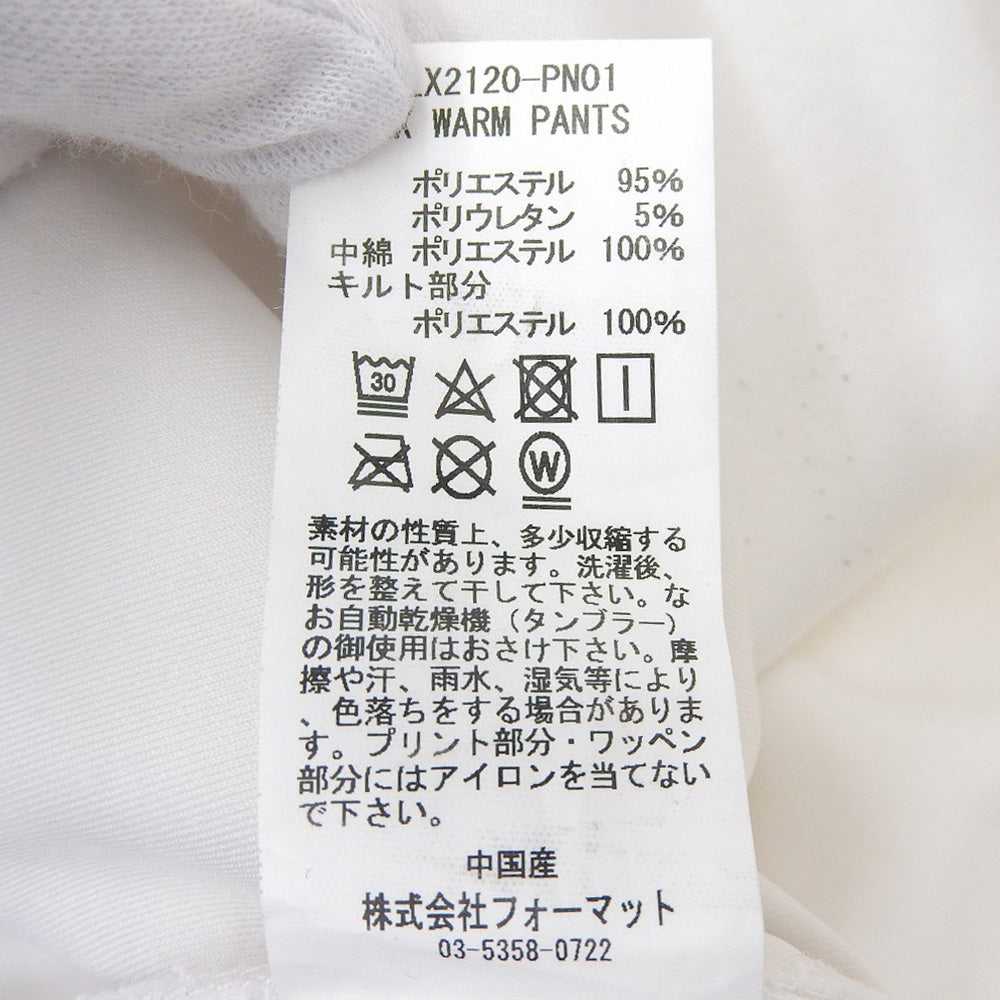 LX2120-PN01
WARM PANTS
ポリエステル 95%
ポリウレタン 5%
中綿 ポリエステル 100%
キルト部分
ポリエステル 100%
30
W
素材の性質上、多少収縮する
可能性があります。洗濯後、
形を整えて干して下さい。な
お自動乾燥機（タンブラー）
の御使用はおさけ下さい。摩
擦や汗、雨水、湿気等により
、色落ちをする場合がありま
す。プリント部分・ワッペン
部分にはアイロンを当てない
で下さい。
中国産
株式会社フォーマット
03-5358-0722